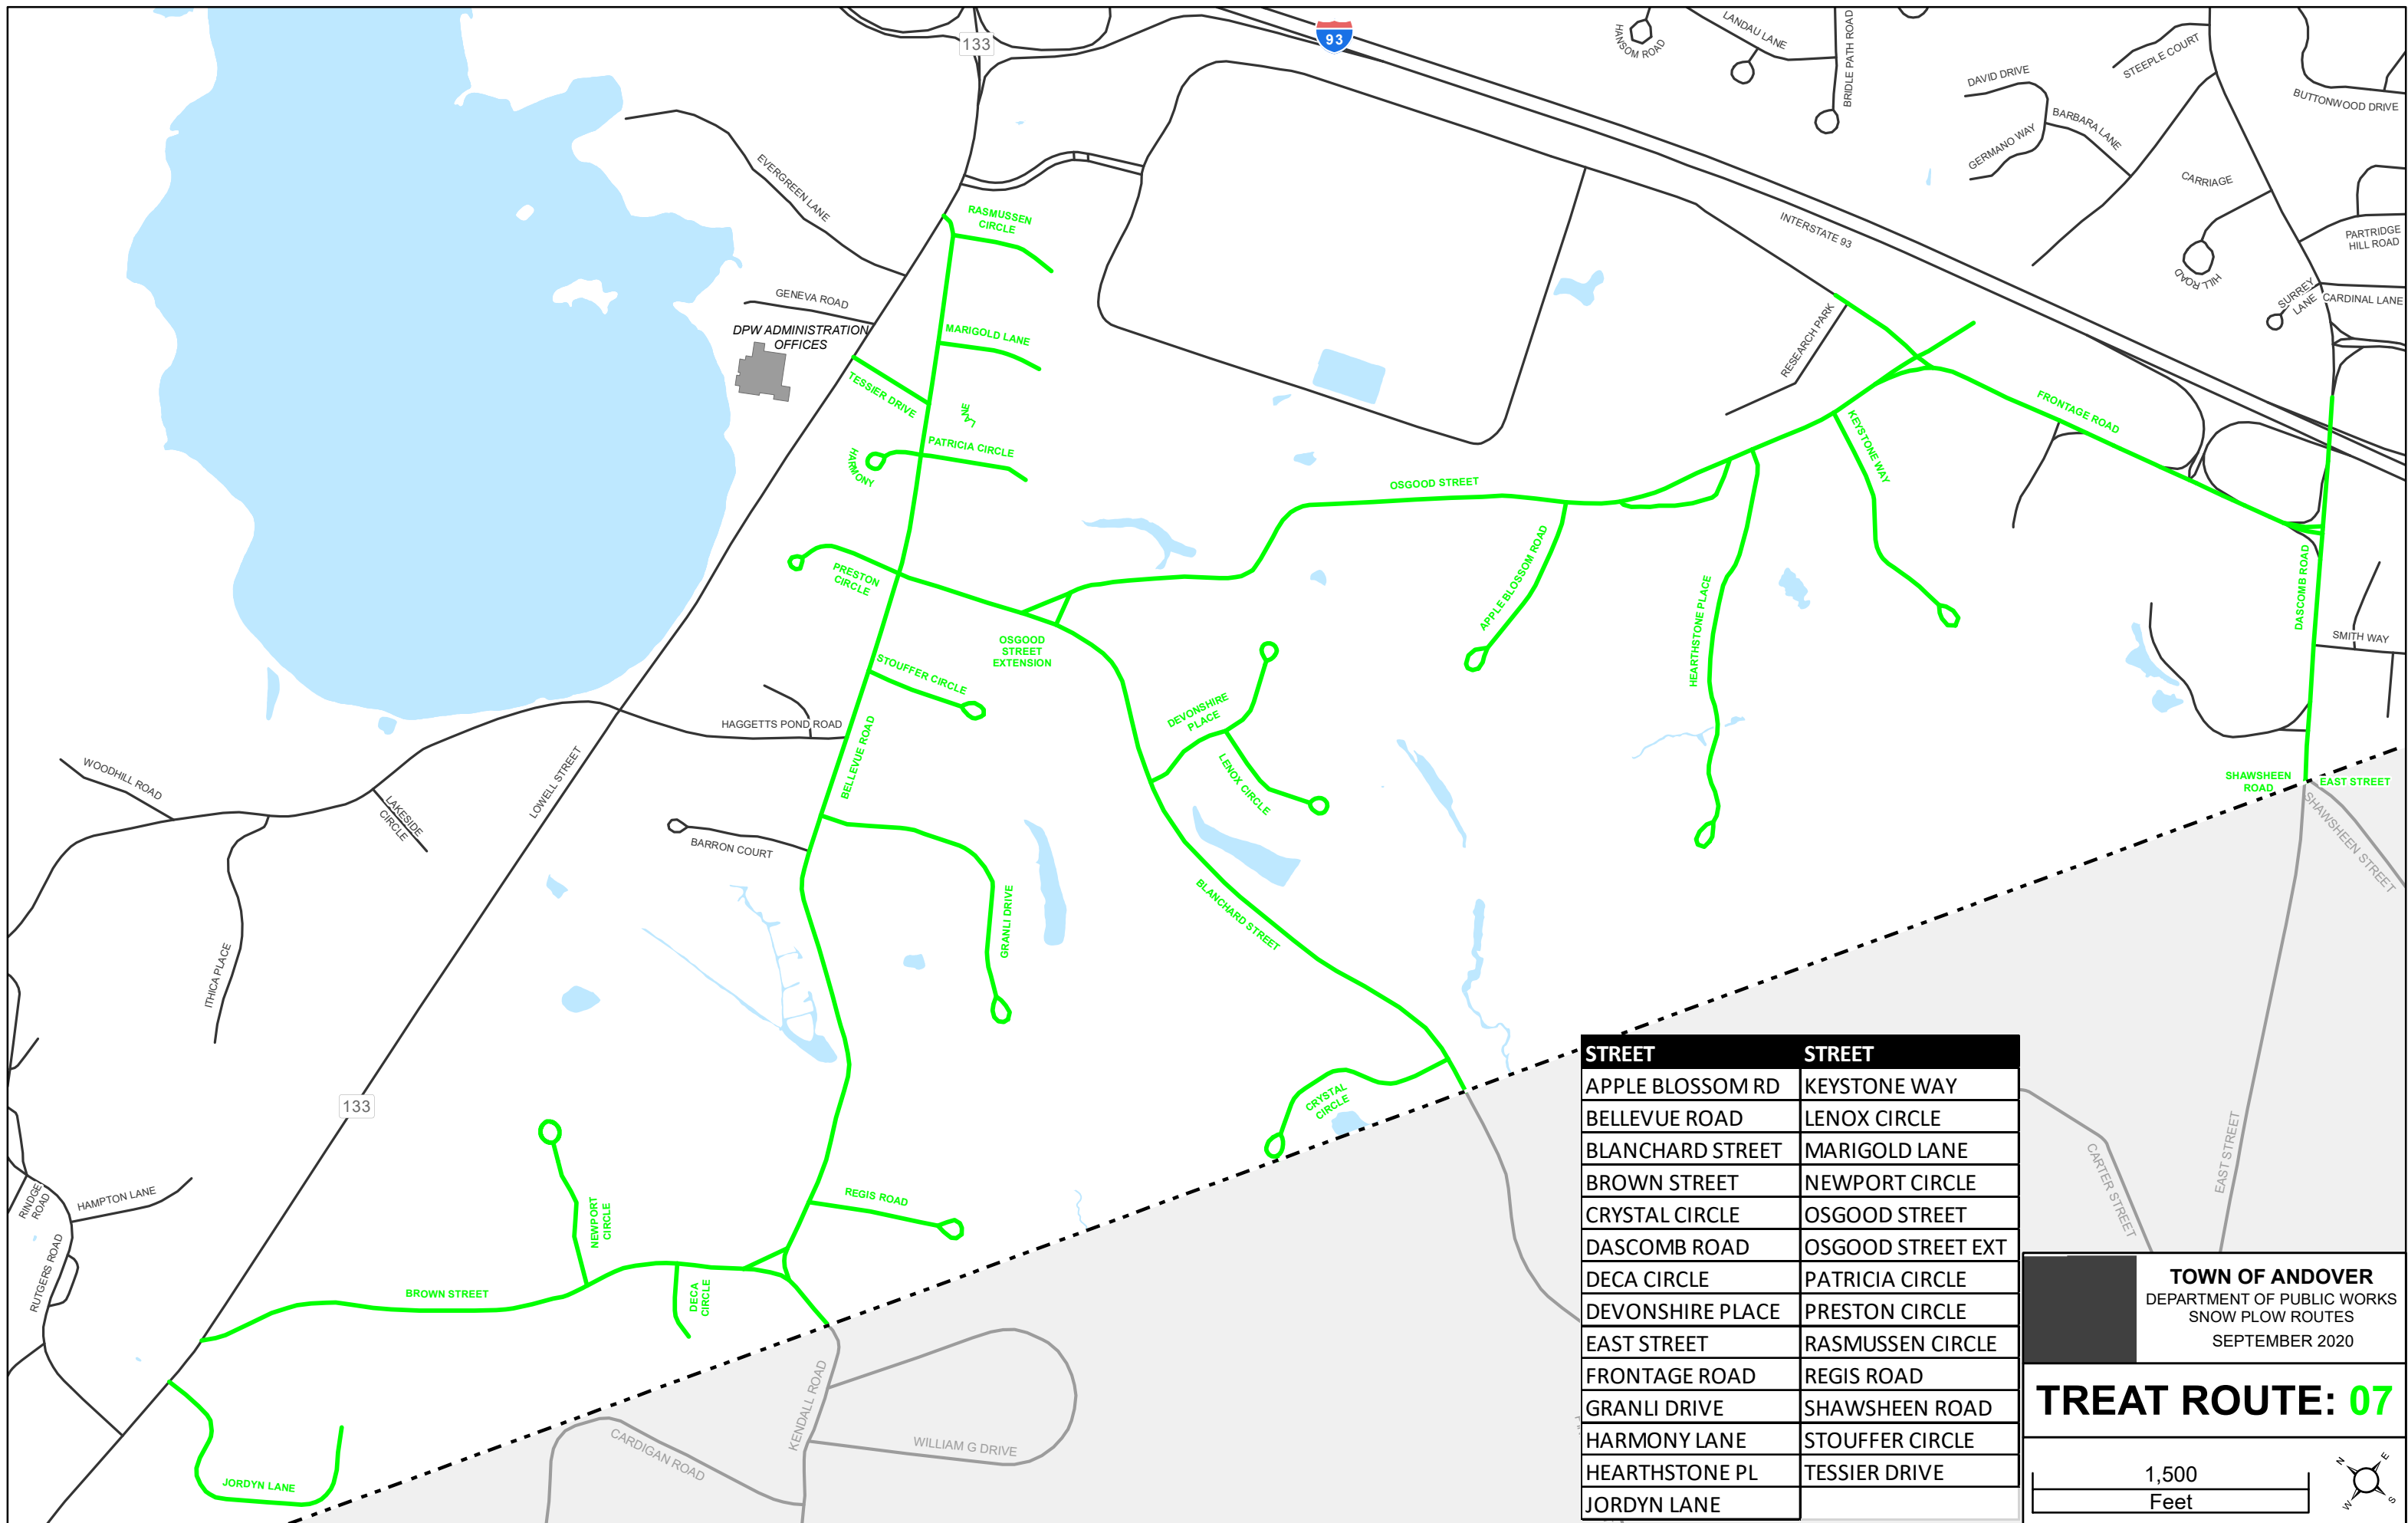 133
93
HANSOM ROAD
LANDAU LANE
BRIDLE PATH ROAD
DAVID DRIVE
STEEPLE COURT
BUTTONWOOD DRIVE
BARBARA LANE
GERMANO WAY
CARRIAGE
HILL ROAD
PARTRIDGE
HILL ROAD
SURREY
LANE
CARDINAL LANE
INTERSTATE 93
EVERGREEN LANE
RASMUSSEN
CIRCLE
GENEVA ROAD
DPW ADMINISTRATION
OFFICES
MARIGOLD LANE
RESEARCH PARK
TESSIER DRIVE
LANE
HARMONY
PATRICIA CIRCLE
KEYSTONE WAY
FRONTAGE ROAD
OSGOOD STREET
PRESTON
CIRCLE
APPLE BLOSSOM ROAD
HEARTHSTONE PLACE
DASCOMB ROAD
SMITH WAY
OSGOOD
STREET
EXTENSION
STOUFFER CIRCLE
DEVONSHIRE
PLACE
LENOX CIRCLE
HAGGETTS POND ROAD
BELLEVUE ROAD
WOODHILL ROAD
LAKESIDE
CIRCLE
LOWELL STREET
BARRON COURT
SHAWSHEEN
ROAD
EAST STREET
SHAWSHEEN STREET
GRANLI DRIVE
BLANCHARD STREET
ITHICA PLACE
133
CRYSTAL
CIRCLE
RINDGE
ROAD
HAMPTON LANE
RUTGERS ROAD
NEWPORT
CIRCLE
REGIS ROAD
BROWN STREET
DECA
CIRCLE
JORDYN LANE
KENDALL ROAD
CARDIGAN ROAD
WILLIAM G DRIVE
CARTER STREET
EAST STREET
STREET STREET
APPLE BLOSSOM RD KEYSTONE WAY
BELLEVUE ROAD LENOX CIRCLE
BLANCHARD STREET MARIGOLD LANE
BROWN STREET NEWPORT CIRCLE
CRYSTAL CIRCLE OSGOOD STREET
DASCOMB ROAD OSGOOD STREET EXT
DECA CIRCLE PATRICIA CIRCLE
DEVONSHIRE PLACE PRESTON CIRCLE
EAST STREET RASMUSSEN CIRCLE
FRONTAGE ROAD REGIS ROAD
GRANLI DRIVE SHAWSHEEN ROAD
HARMONY LANE STOUFFER CIRCLE
HEARTHSTONE PL TESSIER DRIVE
JORDYN LANE
TOWN OF ANDOVER
DEPARTMENT OF PUBLIC WORKS
SNOW PLOW ROUTES
SEPTEMBER 2020
TREAT ROUTE: 07
1,500
Feet
N
E
W
S